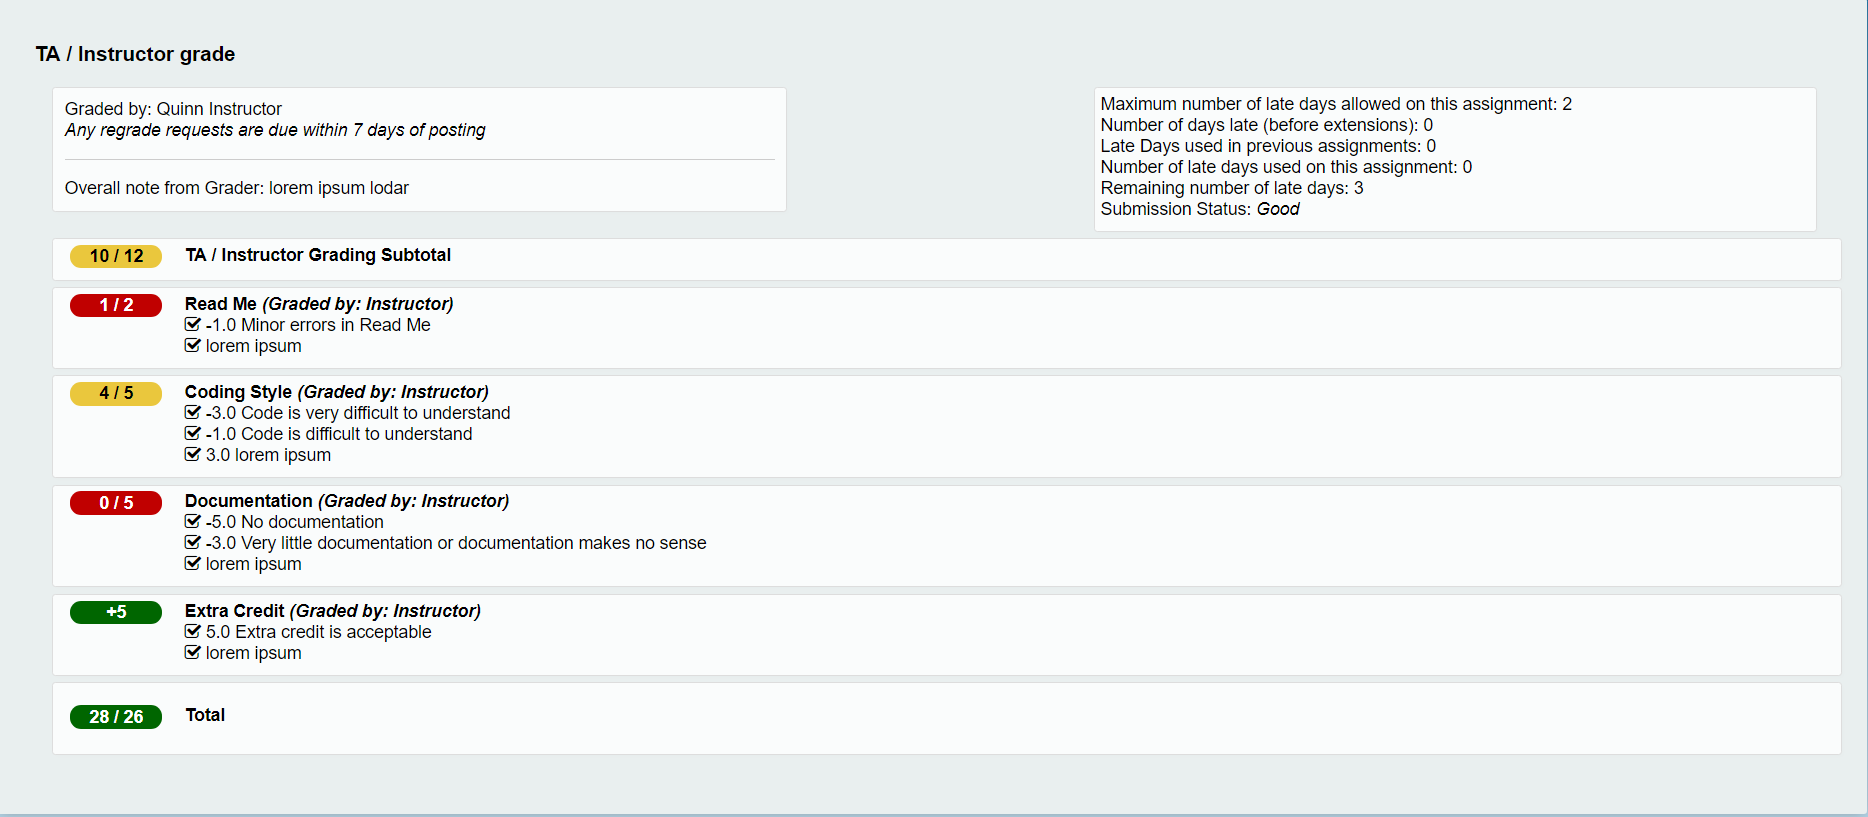 TA / Instructor grade
Graded by: Quinn Instructor
Any regrade requests are due within 7 days of posting
Overall note from Grader: lorem ipsum lodar
Maximum number of late days allowed on this assignment: 2
Number of days late (before extensions): 0
Late Days used in previous assignments: 0
Number of late days used on this assignment: 0
Remaining number of late days: 3
Submission Status: Good
10 / 12 TA / Instructor Grading Subtotal
1 / 2 Read Me (Graded by: Instructor)
-1.0 Minor errors in Read Me
lorem ipsum
4 / 5 Coding Style (Graded by: Instructor)
-3.0 Code is very difficult to understand
-1.0 Code is difficult to understand
3.0 lorem ipsum
0 / 5 Documentation (Graded by: Instructor)
-5.0 No documentation
-3.0 Very little documentation or documentation makes no sense
lorem ipsum
+5 Extra Credit (Graded by: Instructor)
5.0 Extra credit is acceptable
lorem ipsum
28 / 26 Total